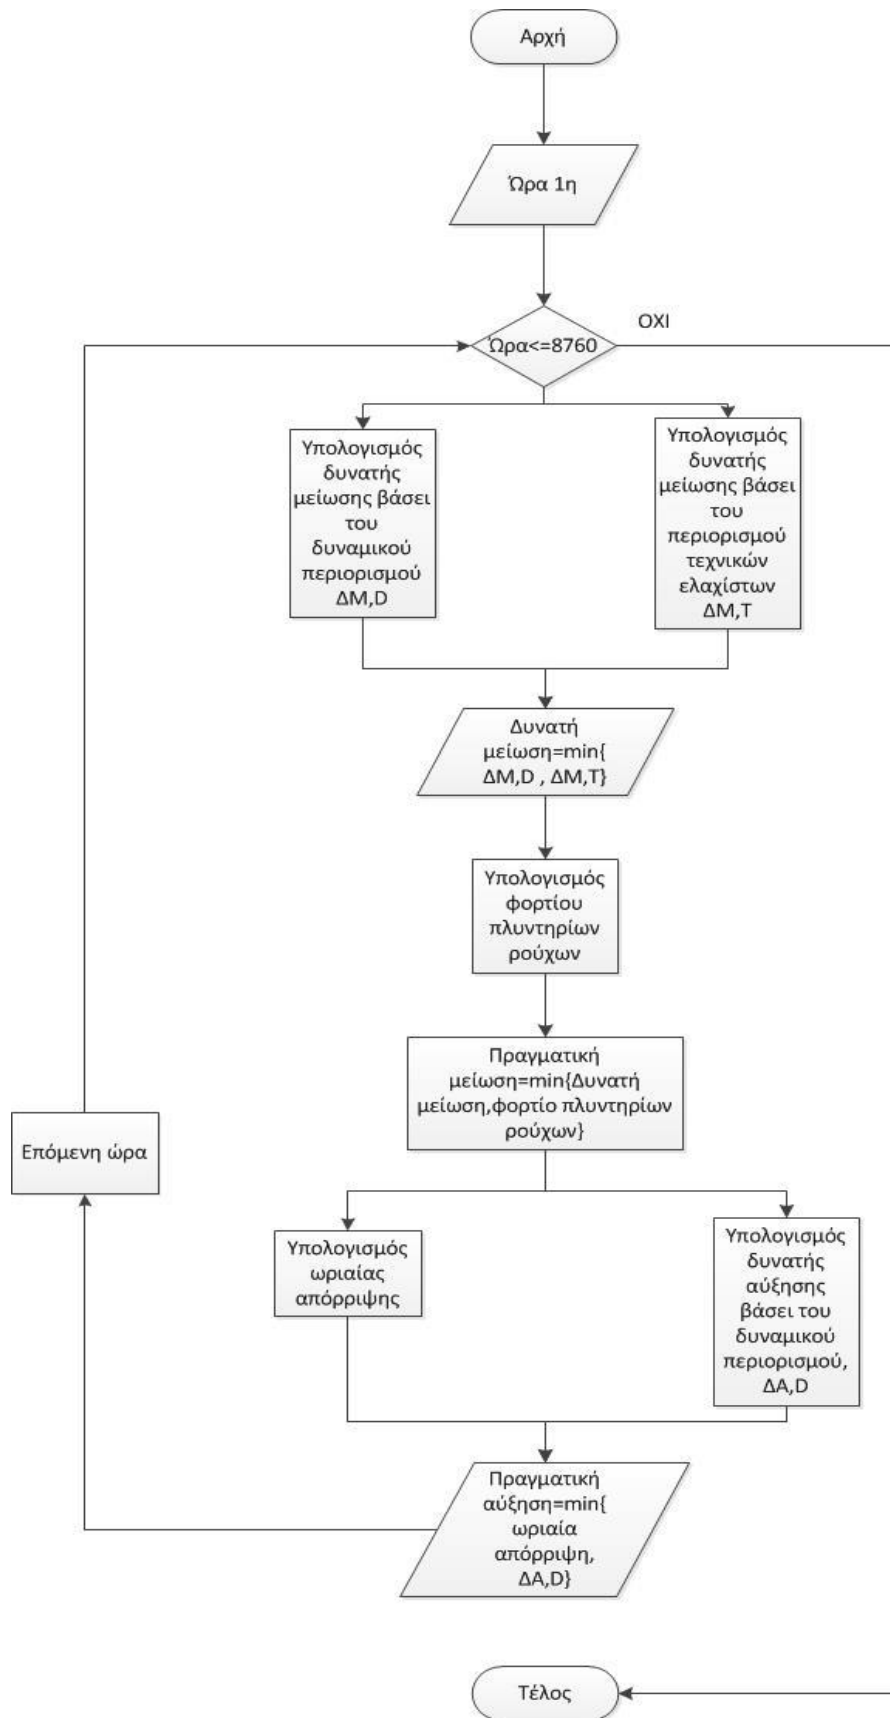 Αρχή
Ώρα 1η
ΟΧΙ
Ώρα<=8760
Υπολογισμός
δυνατής
μείωσης βάσει
του
δυναμικού
περιορισμού
ΔΜ,D
Υπολογισμός
δυνατής
μείωσης βάσει
του
περιορισμού
τεχνικών
ελαχίστων
ΔΜ,Τ
Δυνατή
μείωση=min{
ΔΜ,D , ΔΜ,Τ}
Υπολογισμός
φορτίου
πλυντηρίων
ρούχων
Πραγματική
μείωση=min{Δυνατή
μείωση,φορτίο πλυντηρίων
ρούχων}
Επόμενη ώρα
Υπολογισμός
ωριαίας
απόρριψης
Υπολογισμός
δυνατής
αύξησης
βάσει του
δυναμικού
περιορισμού,
ΔΑ,D
Πραγματική
αύξηση=min{
ωριαία
απόρριψη,
ΔΑ,D}
Τέλος